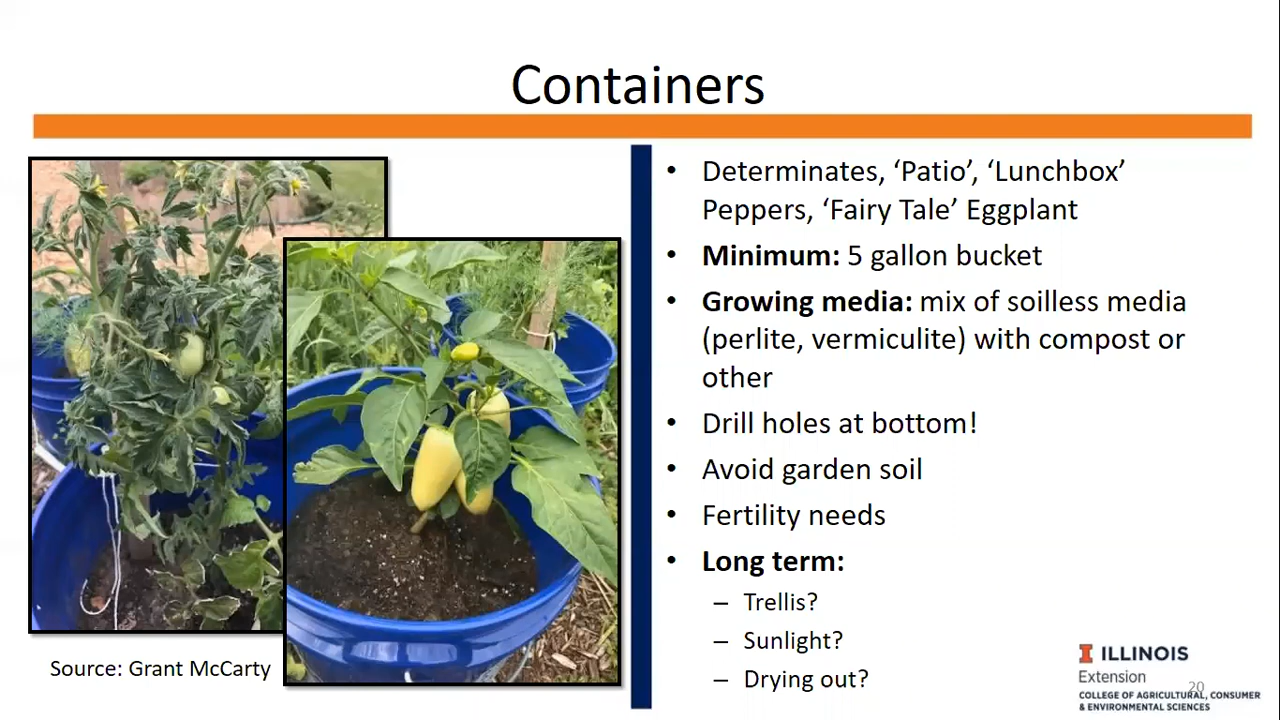 Containers
• Determinates, ‘Patio’, ‘Lunchbox’
Peppers, ‘Fairy Tale’ Eggplant
• Minimum: 5 gallon bucket
• Growing media: mix of soilless media
(perlite, vermiculite) with compost or
other
• Drill holes at bottom!
• Avoid garden soil
• Fertility needs
• Long term:
– Trellis?
– Sunlight?
– Drying out?
Source: Grant McCarty
I ILLINOIS
Extension
20
COLLEGE OF AGRICULTURAL, CONSUMER
& ENVIRONMENTAL SCIENCES